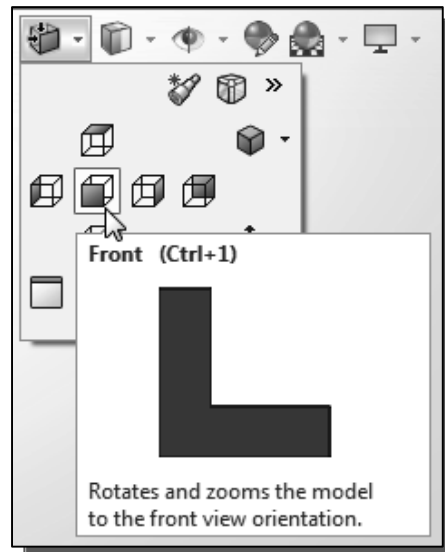 »
Front (Ctrl+1)
Rotates and zooms the model
to the front view orientation.